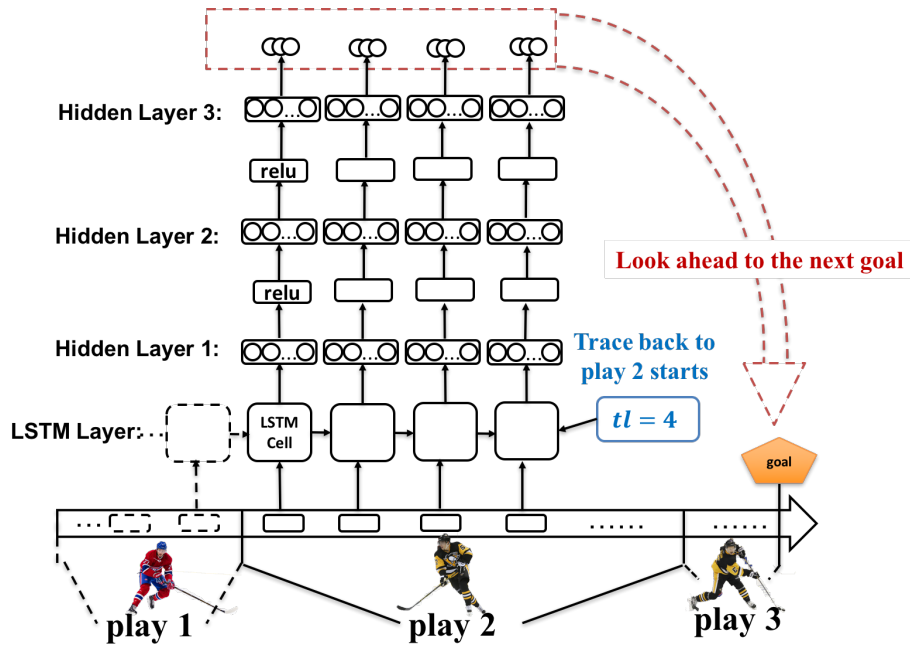 Hidden Layer 3:
...
...
...
...
relu
Hidden Layer 2:
...
...
...
...
Look ahead to the next goal
relu
Hidden Layer 1:
...
...
...
...
Trace back to
play 2 starts
LSTM Layer:
...
LSTM
Cell
tl = 4
goal
...
......
......
play 1
play 2
play 3